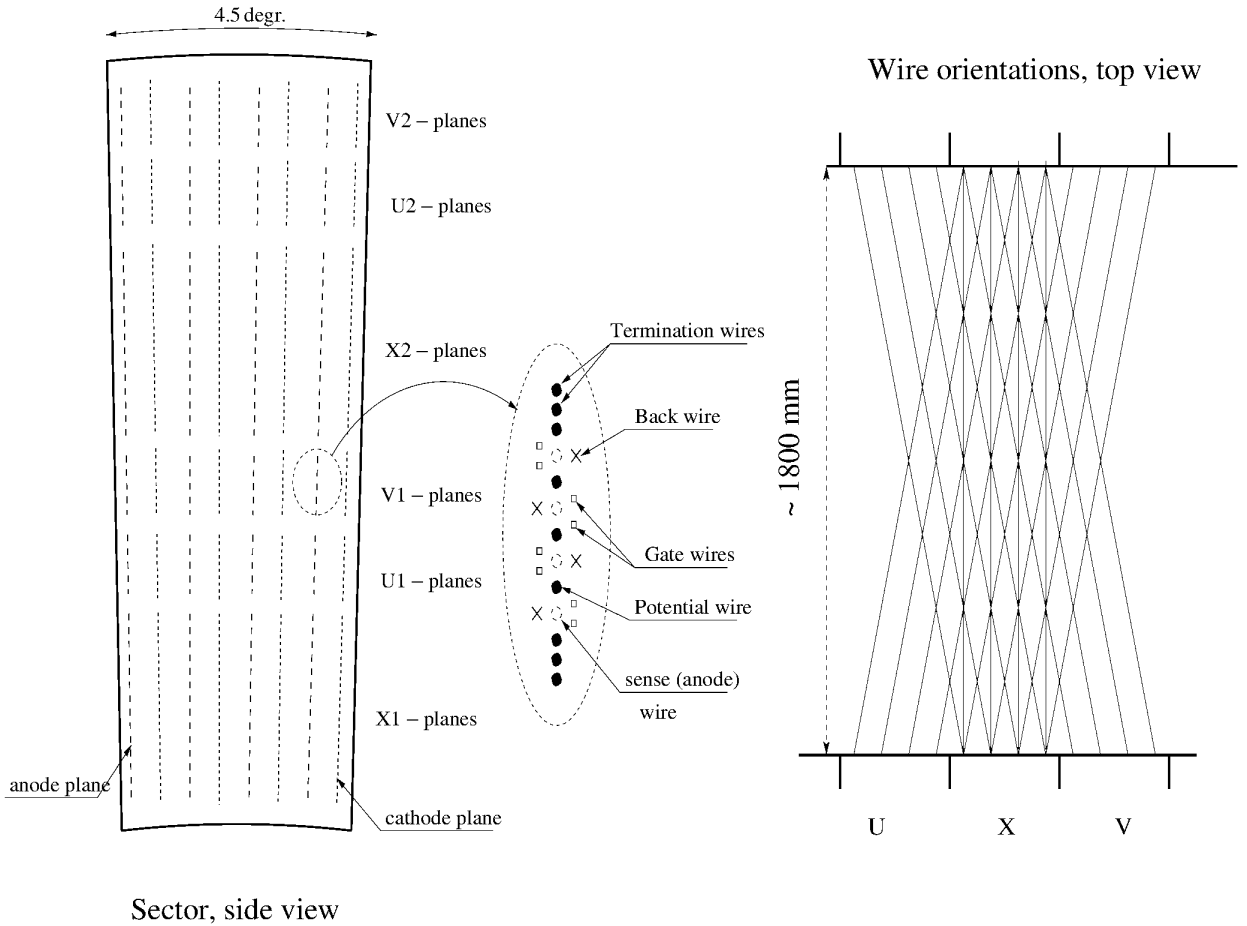 4.5 degr.
V2 – planes
U2 – planes
X2 – planes
V1 – planes
U1 – planes
X1 – planes
anode plane
cathode plane
Sector, side view
Termination wires
Back wire
Gate wires
Potential wire
sense (anode)
wire
Wire orientations, top view
~ 1800 mm
U X V